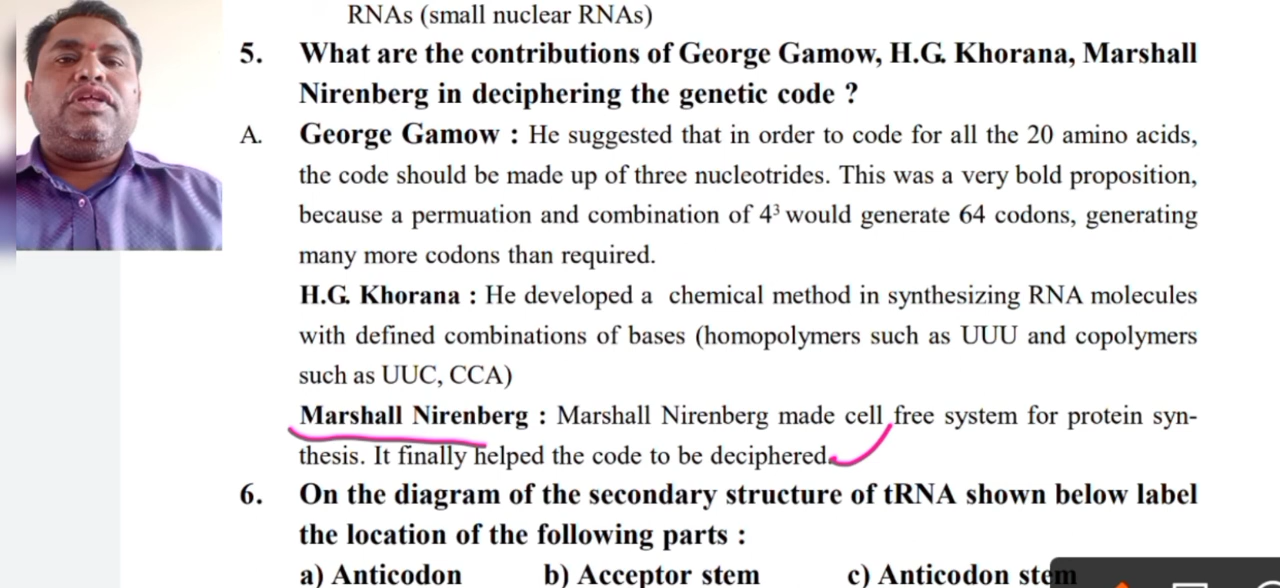 RNAs (small nuclear RNAs)
5. What are the contributions of George Gamow, H.G. Khorana, Marshall
Nirenberg in deciphering the genetic code ?
A. George Gamow : He suggested that in order to code for all the 20 amino acids,
the code should be made up of three nucleotrides. This was a very bold proposition,
because a permuation and combination of 4³ would generate 64 codons, generating
many more codons than required.
H.G. Khorana : He developed a chemical method in synthesizing RNA molecules
with defined combinations of bases (homopolymers such as UUU and copolymers
such as UUC, CCA)
Marshall Nirenberg : Marshall Nirenberg made cell free system for protein syn-
thesis. It finally helped the code to be deciphered.
6. On the diagram of the secondary structure of tRNA shown below label
the location of the following parts :
a) Anticodon b) Acceptor stem c) Anticodon stem